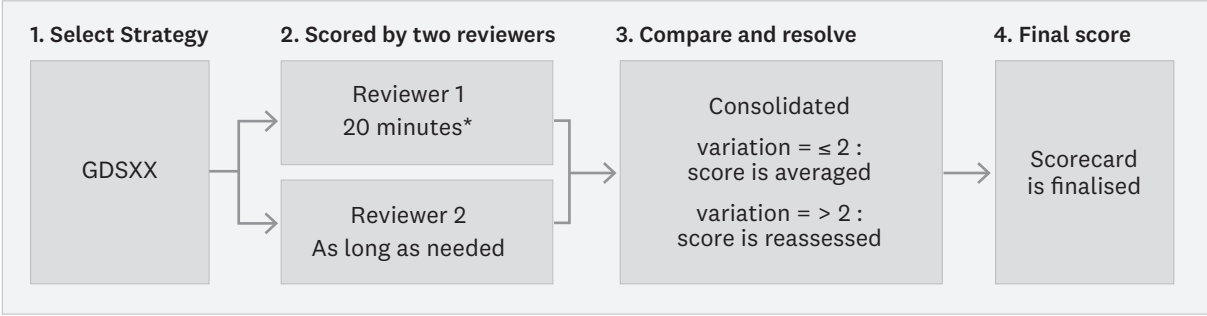 1. Select Strategy
2. Scored by two reviewers
3. Compare and resolve
4. Final score
GDSXX
Reviewer 1
20 minutes*
Reviewer 2
As long as needed
Consolidated
variation = ≤ 2 :
score is averaged
variation = > 2 :
score is reassessed
Scorecard
is finalised